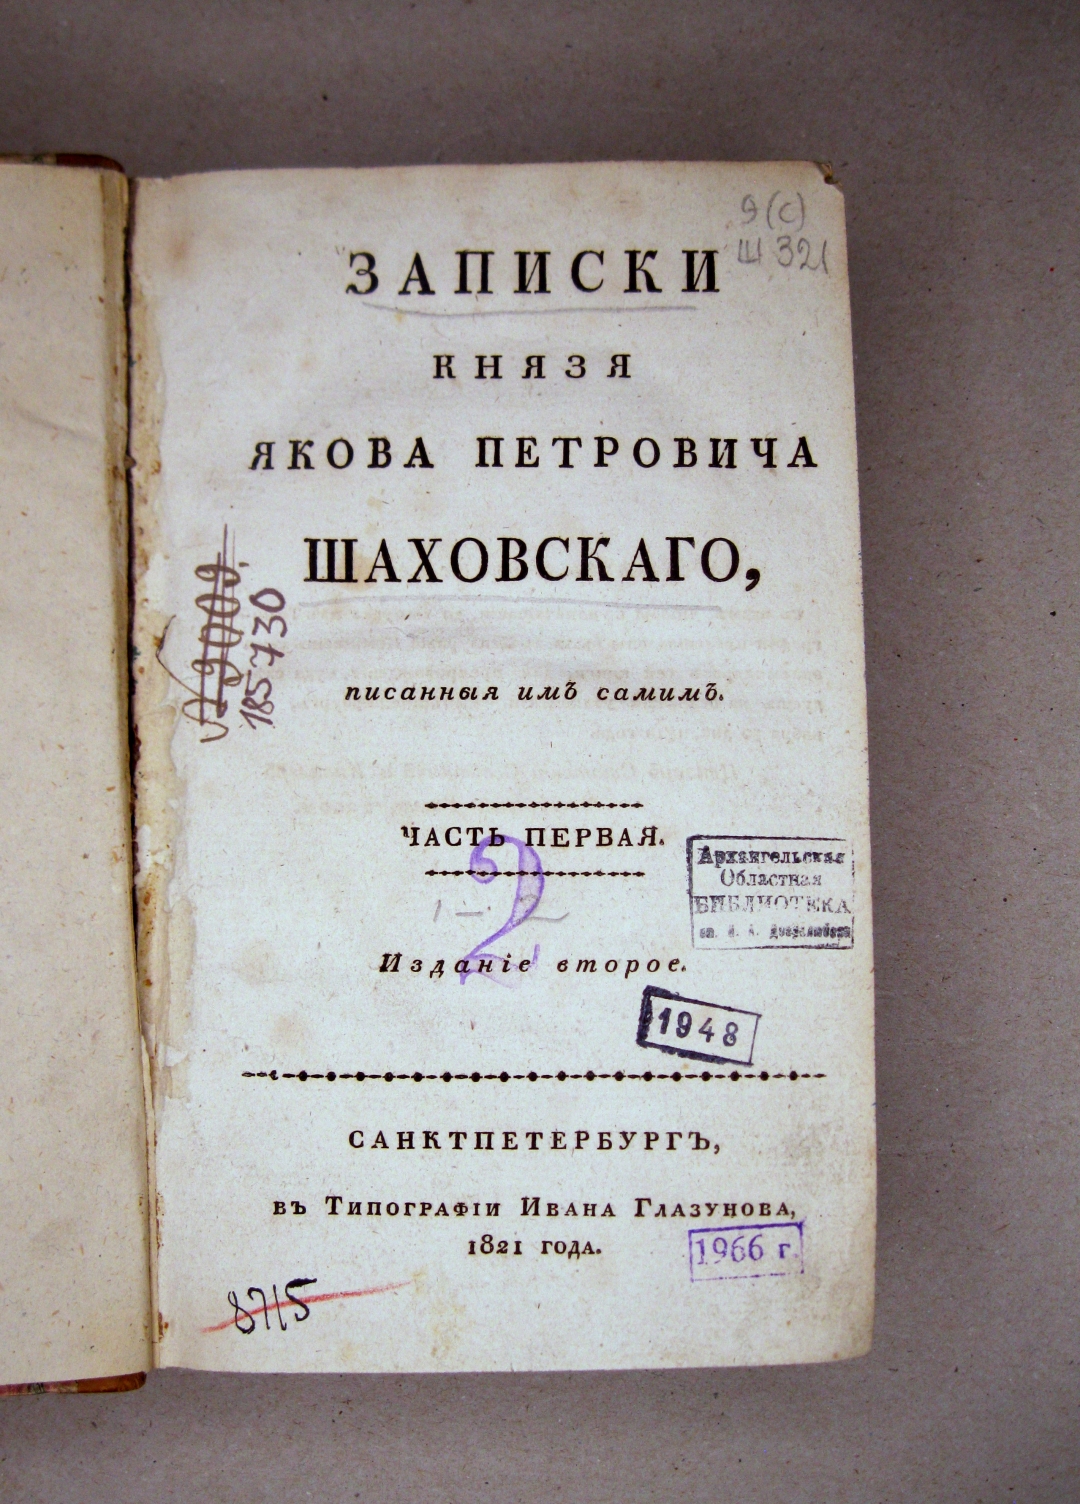 9(с)
Ш 321
ЗАПИСКИ
КНЯЗЯ
ЯКОВА ПЕТРОВИЧА
ШАХОВСКАГО,
писанныя имъ самимъ.
185730
ЧАСТЬ ПЕРВАЯ.
2
Архангельская
Областная
БИБЛИОТЕКА
Изданіе второе.
1948
САНКТПЕТЕРБУРГЪ,
въ Типографіи Ивана Глазунова,
1821 года.
1966 г.
8715